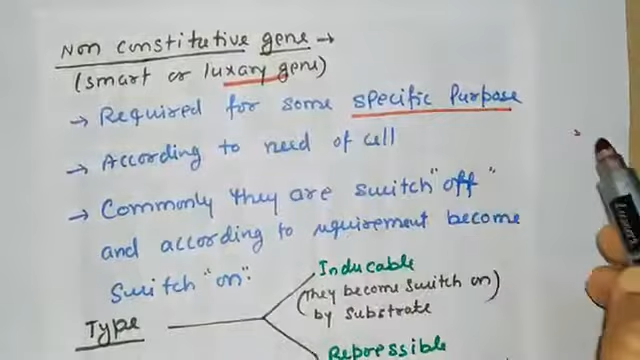 Non constitutive gene →
(smart or luxary gene)
→ Required for some specific Purpose
→ According to need of cell
→ Commonly they are switch "off"
and according to requirement become
switch "on".
Inducable
(They become switch on)
by substrate
Type
Repressible